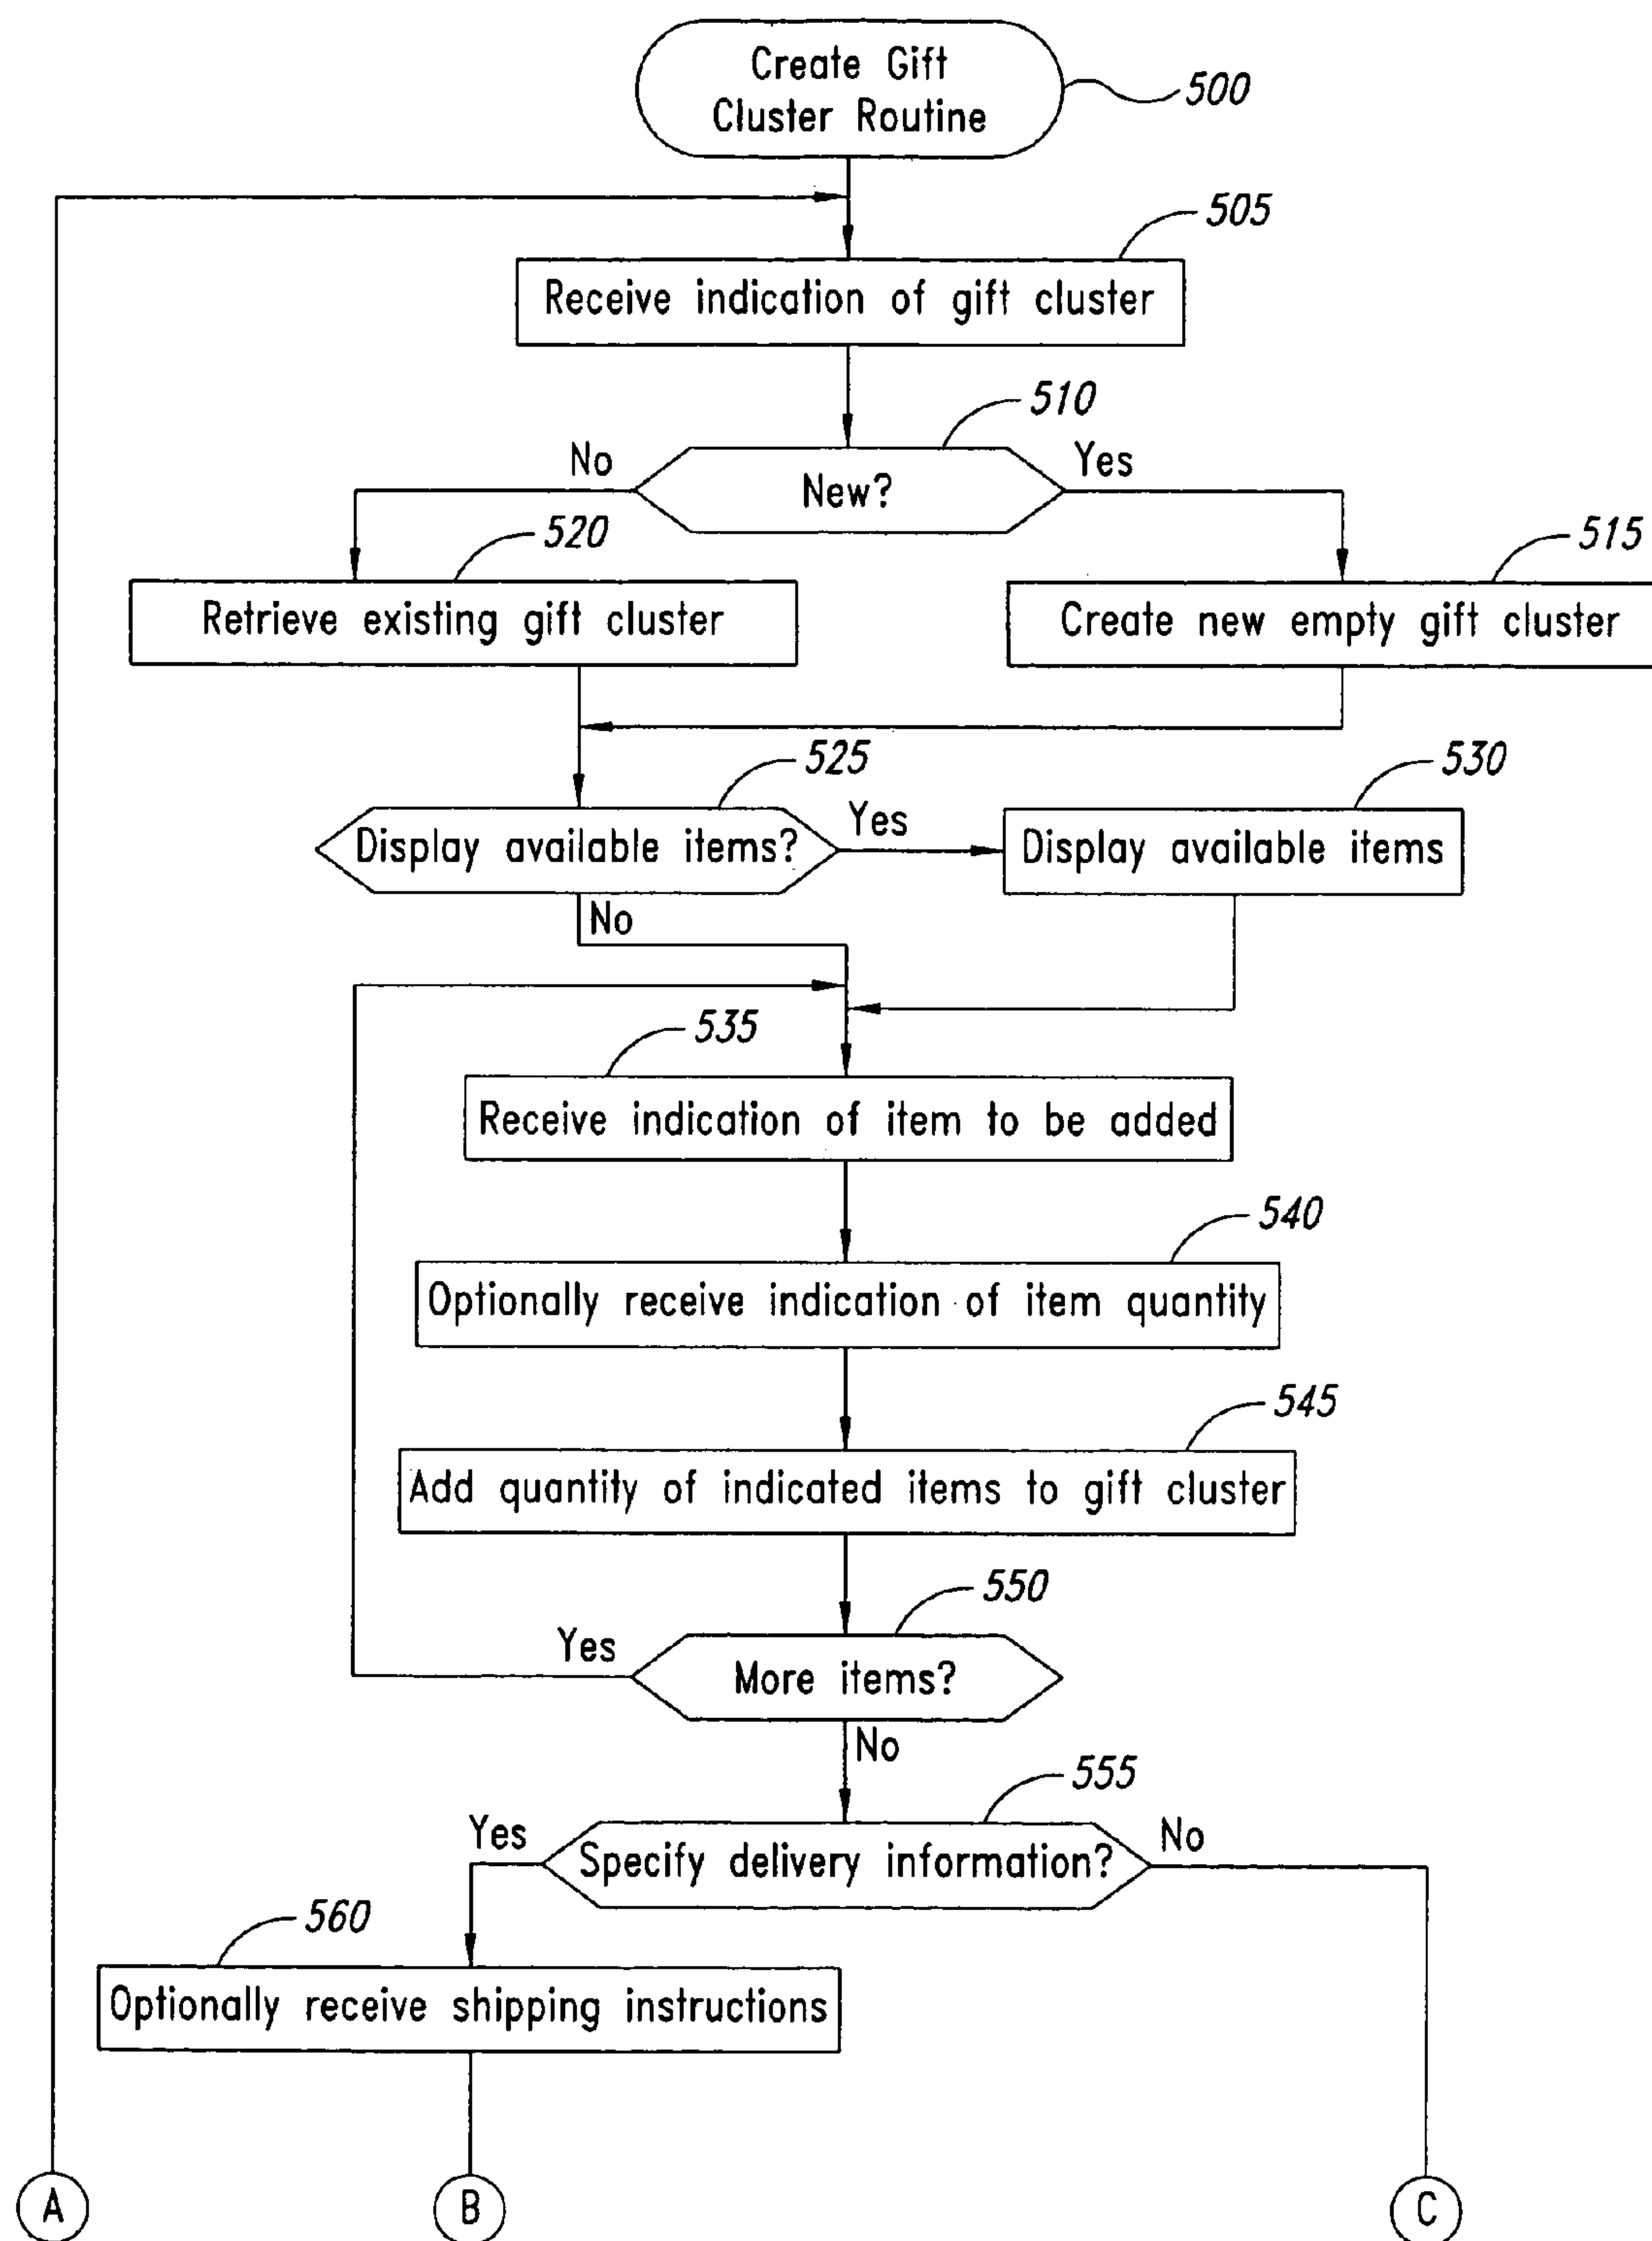 Create Gift
Cluster Routine
500
505
Receive indication of gift cluster
510
No
Yes
New?
520
515
Retrieve existing gift cluster
Create new empty gift cluster
525
530
Display available items?
Yes
Display available items
No
535
Receive indication of item to be added
540
Optionally receive indication of item quantity
545
Add quantity of indicated items to gift cluster
550
Yes
More items?
No
555
Yes
Specify delivery information?
No
560
Optionally receive shipping instructions
A
B
C